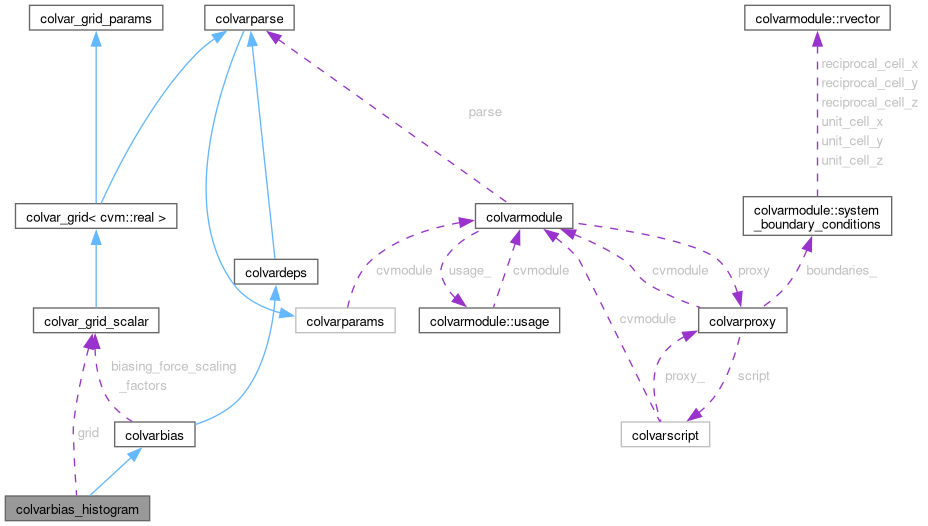 colvar_grid_params
colvarparse
colvarmodule::rvector
reciprocal_cell_x
reciprocal_cell_y
reciprocal_cell_z
unit_cell_x
unit_cell_y
unit_cell_z
parse
colvar_grid< cvm::real >
colvarmodule
colvarmodule::system
_boundary_conditions
colvardeps
cvmodule
usage_
cvmodule
cvmodule
proxy
boundaries_
colvar_grid_scalar
colvarparams
colvarmodule::usage
cvmodule
colvarproxy
biasing_force_scaling
_factors
proxy_
script
grid
colvarbias
colvarscript
colvarbias_histogram